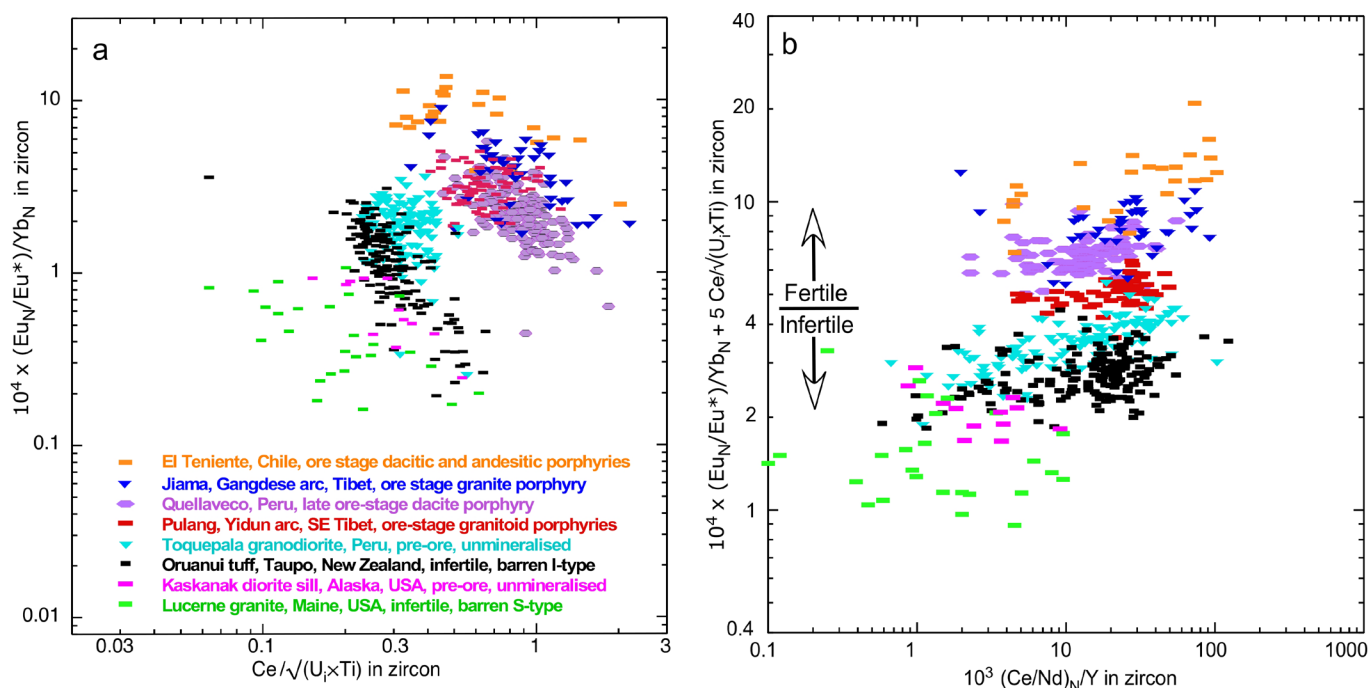 a
10⁴ x (Eu_N/Eu*)/Yb_N in zircon
10
1
0.1
0.01
El Teniente, Chile, ore stage dacitic and andesitic porphyries
Jiama, Gangdese arc, Tibet, ore stage granite porphyry
Quellaveco, Peru, late ore-stage dacite porphyry
Pulang, Yidun arc, SE Tibet, ore-stage granitoid porphyries
Toquepala granodiorite, Peru, pre-ore, unmineralised
Oruanui tuff, Taupo, New Zealand, infertile, barren I-type
Kaskanak diorite sill, Alaska, USA, pre-ore, unmineralised
Lucerne granite, Maine, USA, infertile, barren S-type
0.03 0.1 0.3 1 3
Ce/√(U_i×Ti) in zircon
b
10⁴ x (Eu_N/Eu*)/Yb_N + 5 Ce/√(U_i×Ti) in zircon
40
20
10
4
2
1
0.4
Fertile
Infertile
0.1 1 10 100 1000
10³ (Ce/Nd)_N/Y in zircon